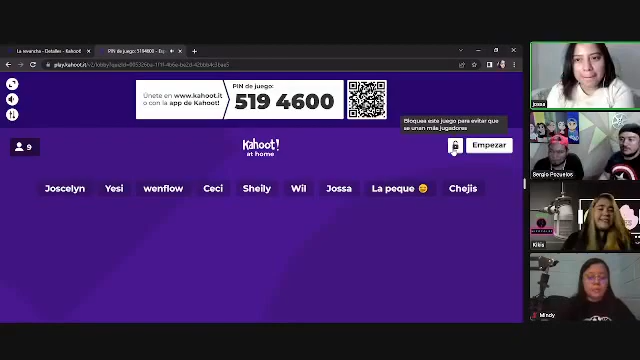 La revancha - Detalles - Kahoot!
PIN de juego: 5194600
play.kahoot.it
Únete en www.kahoot.it
o con la app de Kahoot!
PIN de juego:
519 4600
Bloquea este juego para evitar que
se unan más jugadores
9
Kahoot!
at home
Empezar
Joscelyn Yesi wenflow Ceci Sheily Wil Jossa La peque 😊 Chejis
jossa
Sergio Pozuelos
Kikis
Mindy